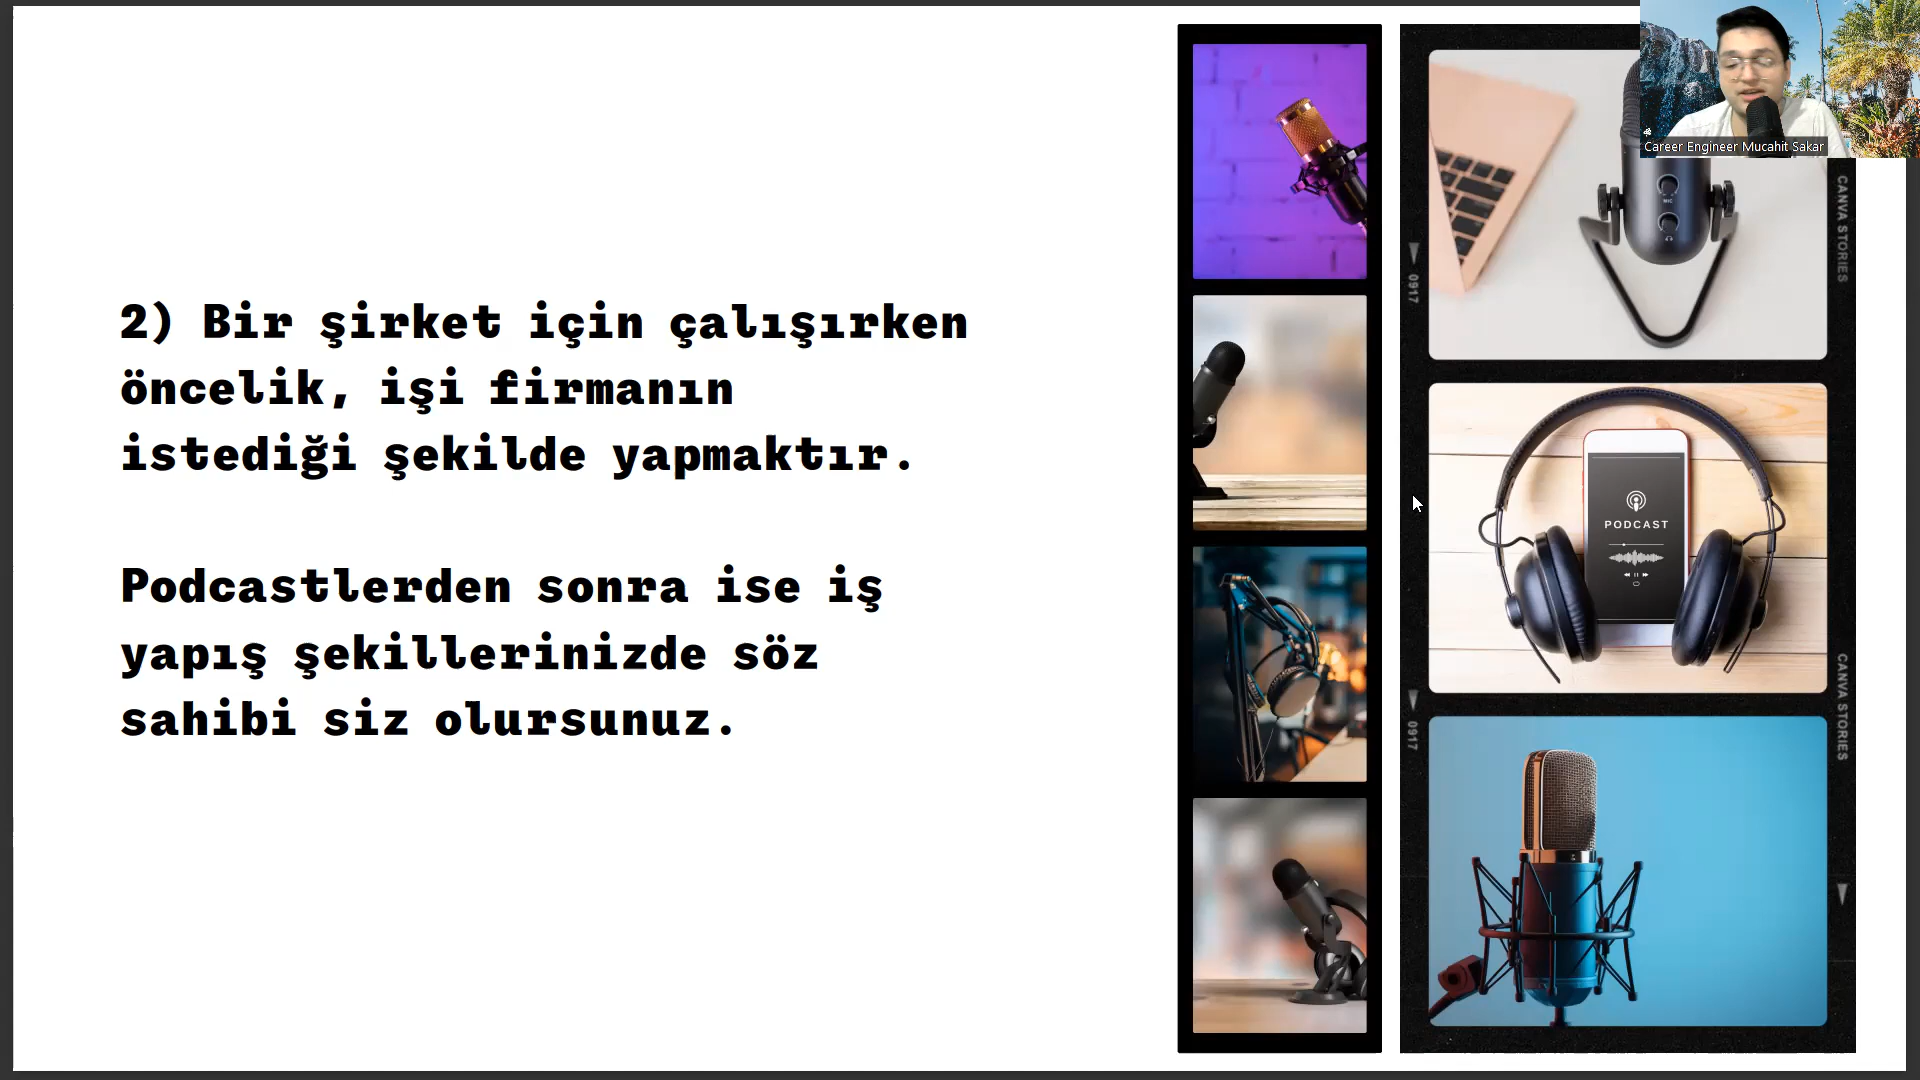 2) Bir şirket için çalışırken
öncelik, işi firmanın
istediği şekilde yapmaktır.
Podcastlerden sonra ise iş
yapış şekillerinizde söz
sahibi siz olursunuz.
Career Engineer Mucahit Sakar
MIC
CANVA STORIES
0917
PODCAST
CANVA STORIES
0917